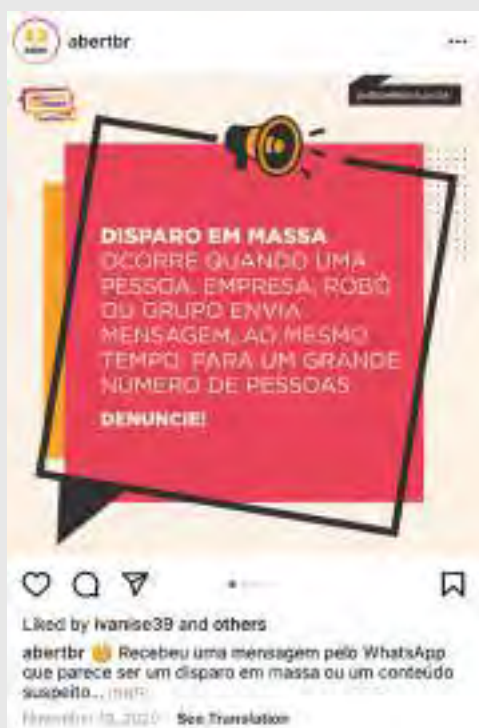 abertbr
DISPARO EM MASSA
OCORRE QUANDO UMA
PESSOA, EMPRESA, ROBÔ
OU GRUPO ENVIA
MENSAGEM, AO MESMO
TEMPO, PARA UM GRANDE
NÚMERO DE PESSOAS
DENUNCIE!
Liked by ivanise39 and others
abertbr Recebeu uma mensagem pelo WhatsApp
que parece ser um disparo em massa ou um conteúdo
suspeito... more
November 2020 See Translation